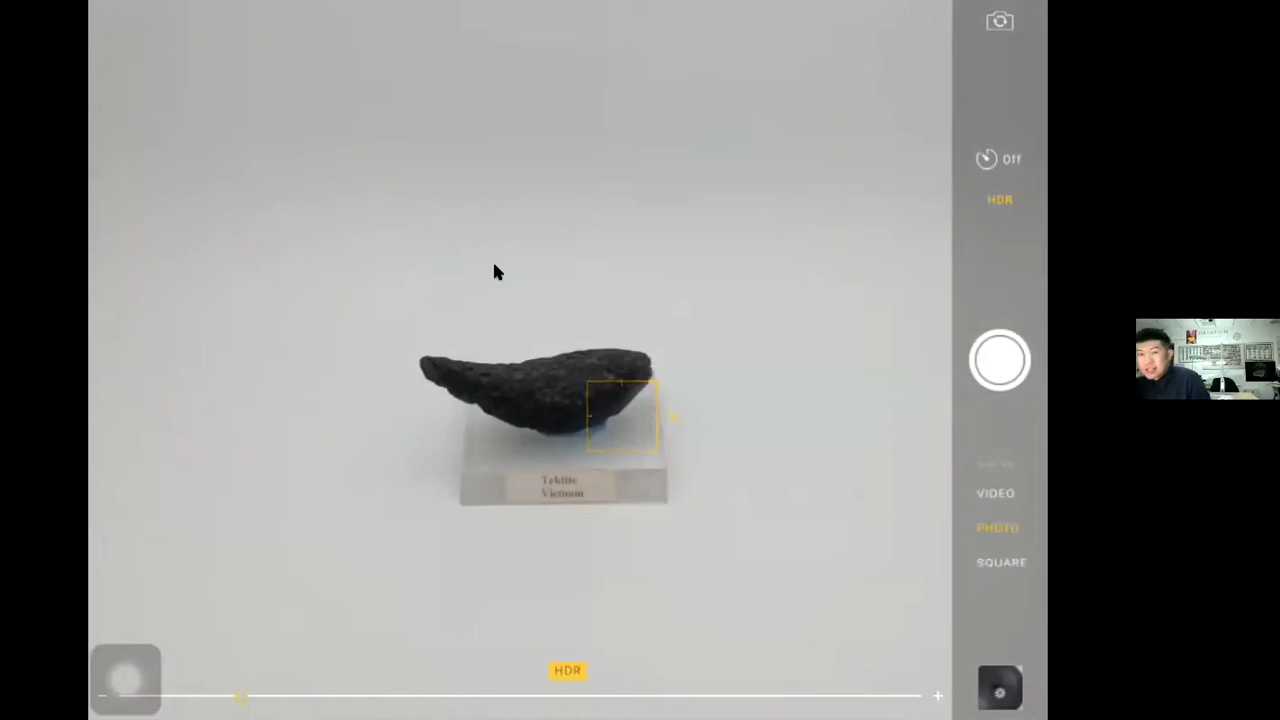 Off
HDR
Tektite
Vietnam
VIDEO
PHOTO
SQUARE
HDR